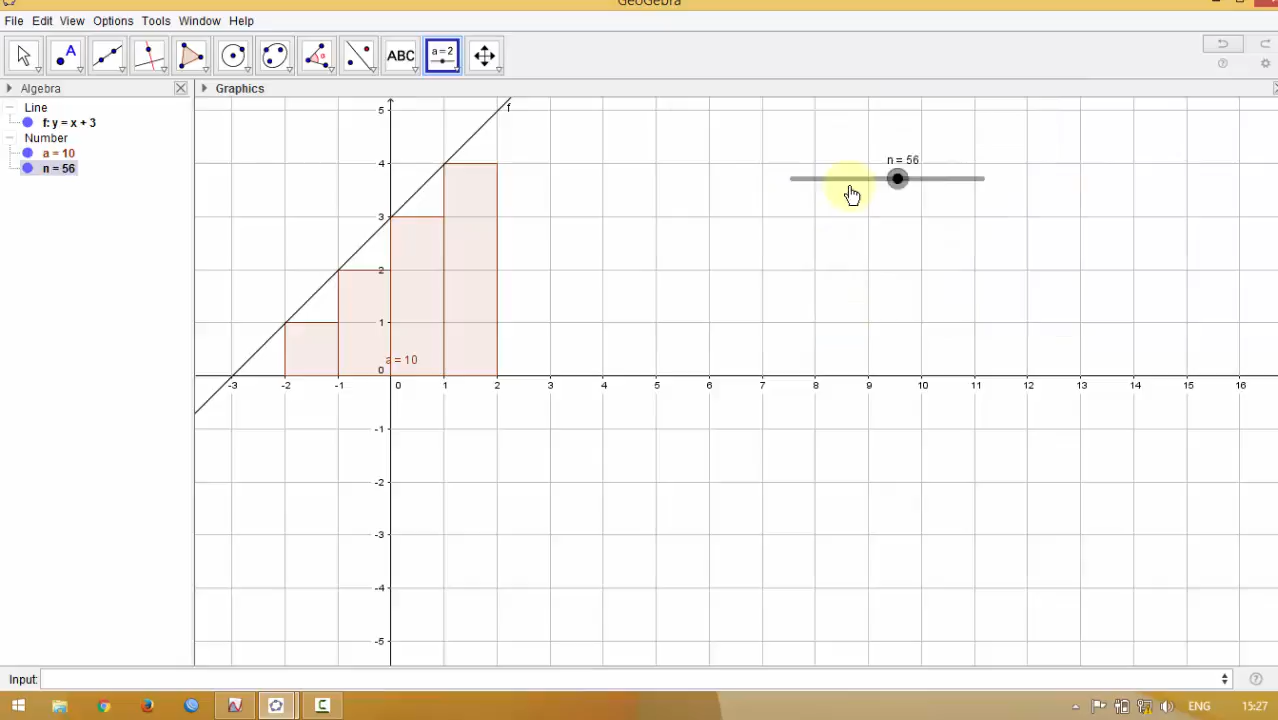 GeoGebra
File Edit View Options Tools Window Help
A ABC a=2
Algebra
Graphics
Line
f: y = x + 3
Number
a = 10
n = 56
f
n = 56
a = 10
5
4
3
2
1
0
-1
-2
-3
-4
-5
-3 -2 -1 0 1 2 3 4 5 6 7 8 9 10 11 12 13 14 15 16
Input:
ENG 15:27